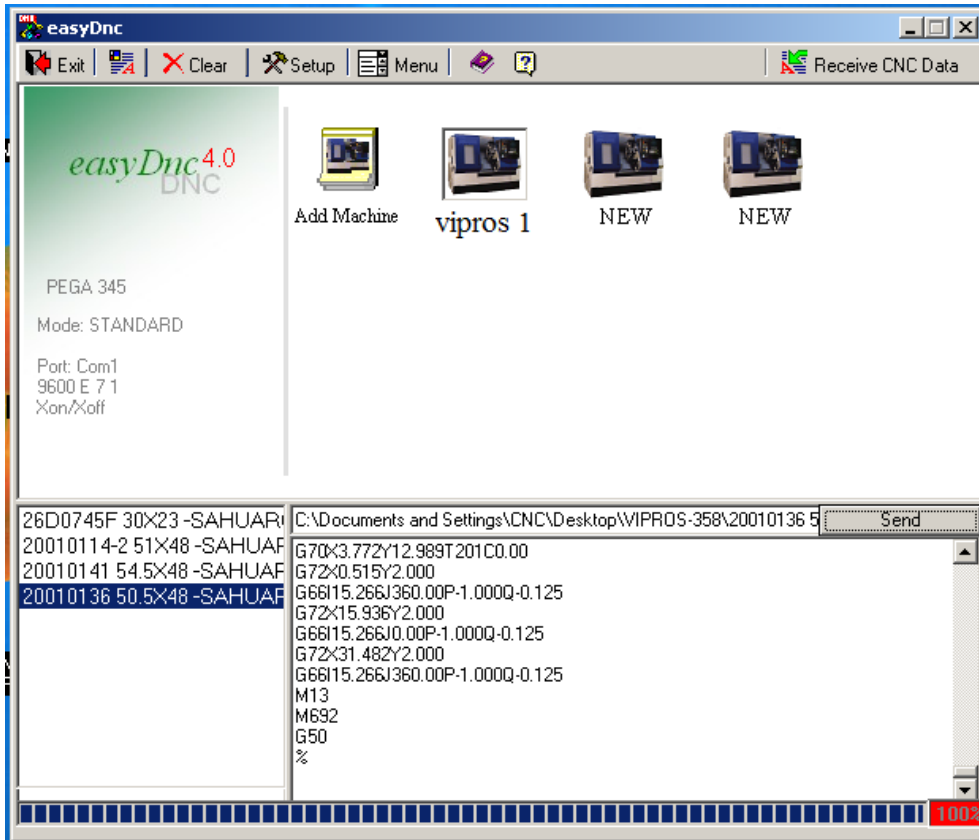 easyDnc
Exit Clear Setup Menu Receive CNC Data
easyDnc 4.0
DNC
Add Machine
vipros 1
NEW
NEW
PEGA 345
Mode: STANDARD
Port: Com1
9600 E 7 1
Xon/Xoff
26D0745F 30X23 -SAHUAR
20010114-2 51X48 -SAHUAR
20010141 54.5X48 -SAHUAR
20010136 50.5X48 -SAHUAR
C:\Documents and Settings\CNC\Desktop\VIPROS-358\20010136 5
Send
G70X3.772Y12.989T201C0.00
G72X0.515Y2.000
G66I15.266J360.00P-1.000Q-0.125
G72X15.936Y2.000
G66I15.266J0.00P-1.000Q-0.125
G72X31.482Y2.000
G66I15.266J360.00P-1.000Q-0.125
M13
M692
G50
%
100%